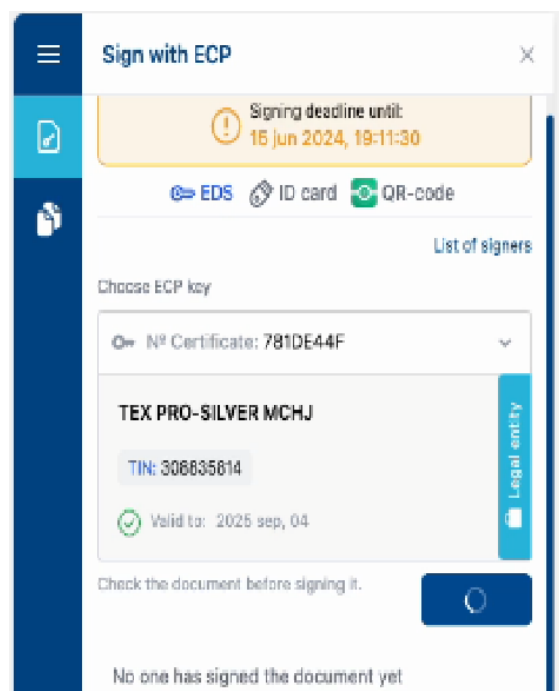 Sign with ECP
Signing deadline until:
15 jun 2024, 19:11:30
EDS ID card QR-code
List of signers
Choose ECP key
Nº Certificate: 781DE44F
TEX PRO-SILVER MCHJ
Legal entity
TIN: 306835614
Valid to: 2025 sep, 04
Check the document before signing it.
No one has signed the document yet